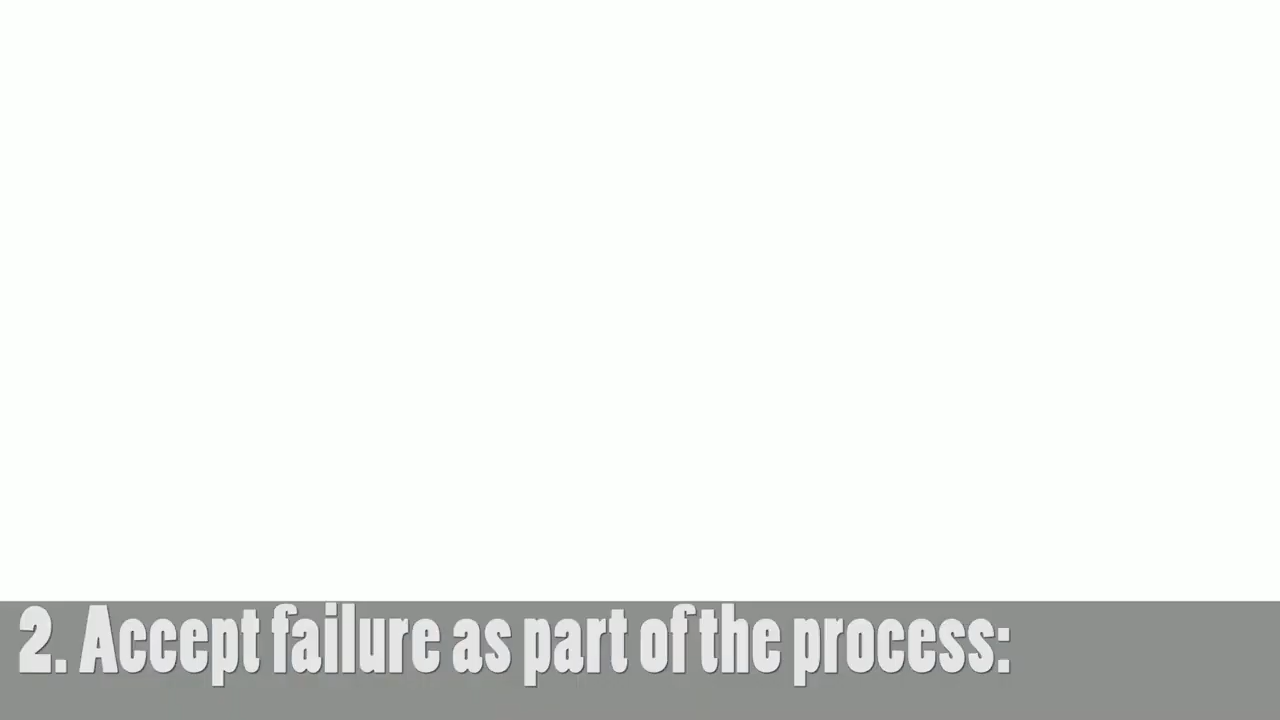 2. Accept failure as part of the process: